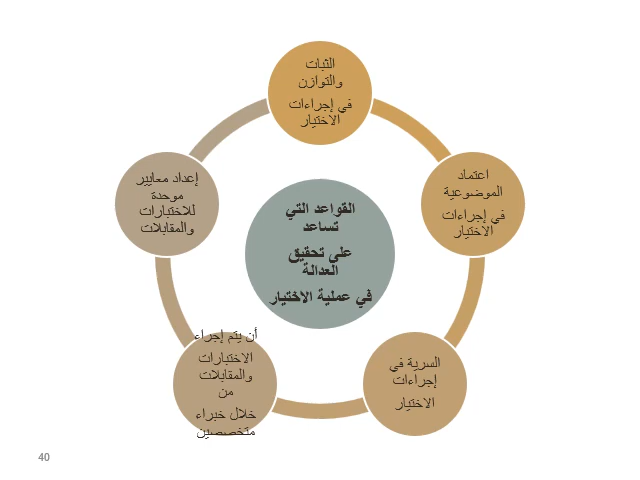 الثبات
والتوازن
في إجراءات
الاختيار
اعتماد
الموضوعية
في إجراءات
الاختيار
السرية في
إجراءات
الاختيار
أن يتم إجراء
الاختبارات
والمقابلات
من
خلال خبراء
متخصصين
إعداد معايير
موحدة
للاختبارات
والمقابلات
القواعد التي
تساعد
على تحقيق
العدالة
في عملية الاختيار
40